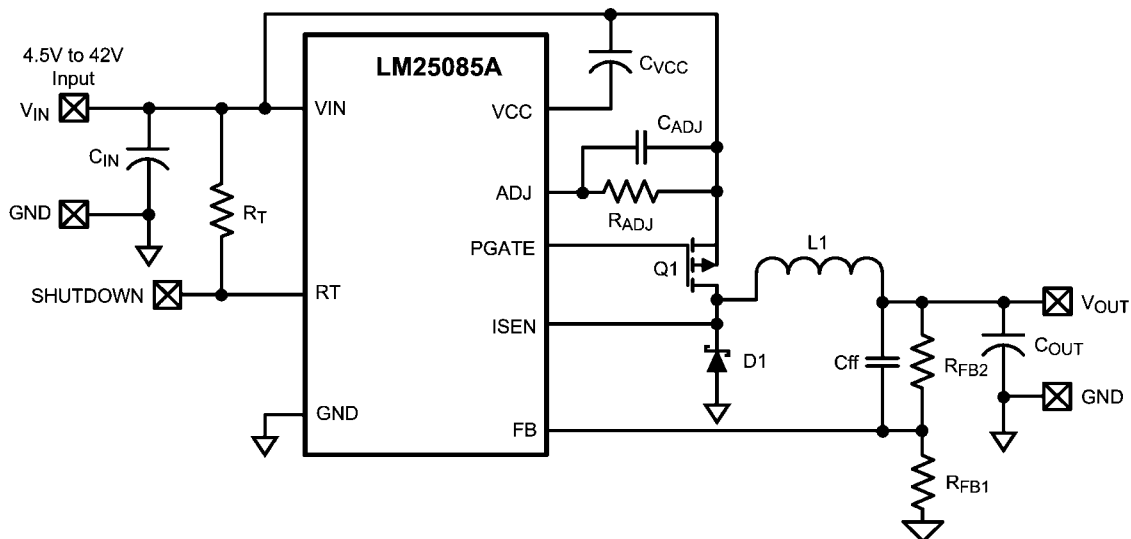 4.5V to 42V
Input
VIN
CIN
GND
RT
SHUTDOWN
LM25085A
VIN
RT
GND
VCC
ADJ
PGATE
ISEN
FB
CVCC
CADJ
RADJ
Q1
L1
D1
Cff
RFB2
RFB1
COUT
VOUT
GND